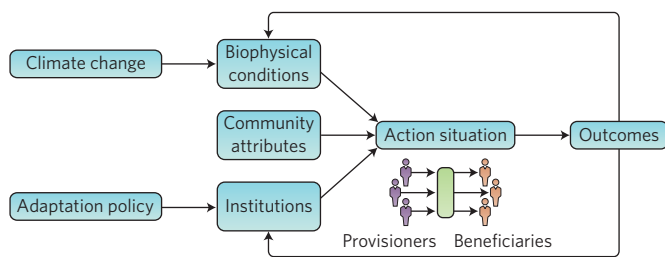 Climate change
Biophysical
conditions
Community
attributes
Action situation
Outcomes
Adaptation policy
Institutions
Provisioners
Beneficiaries